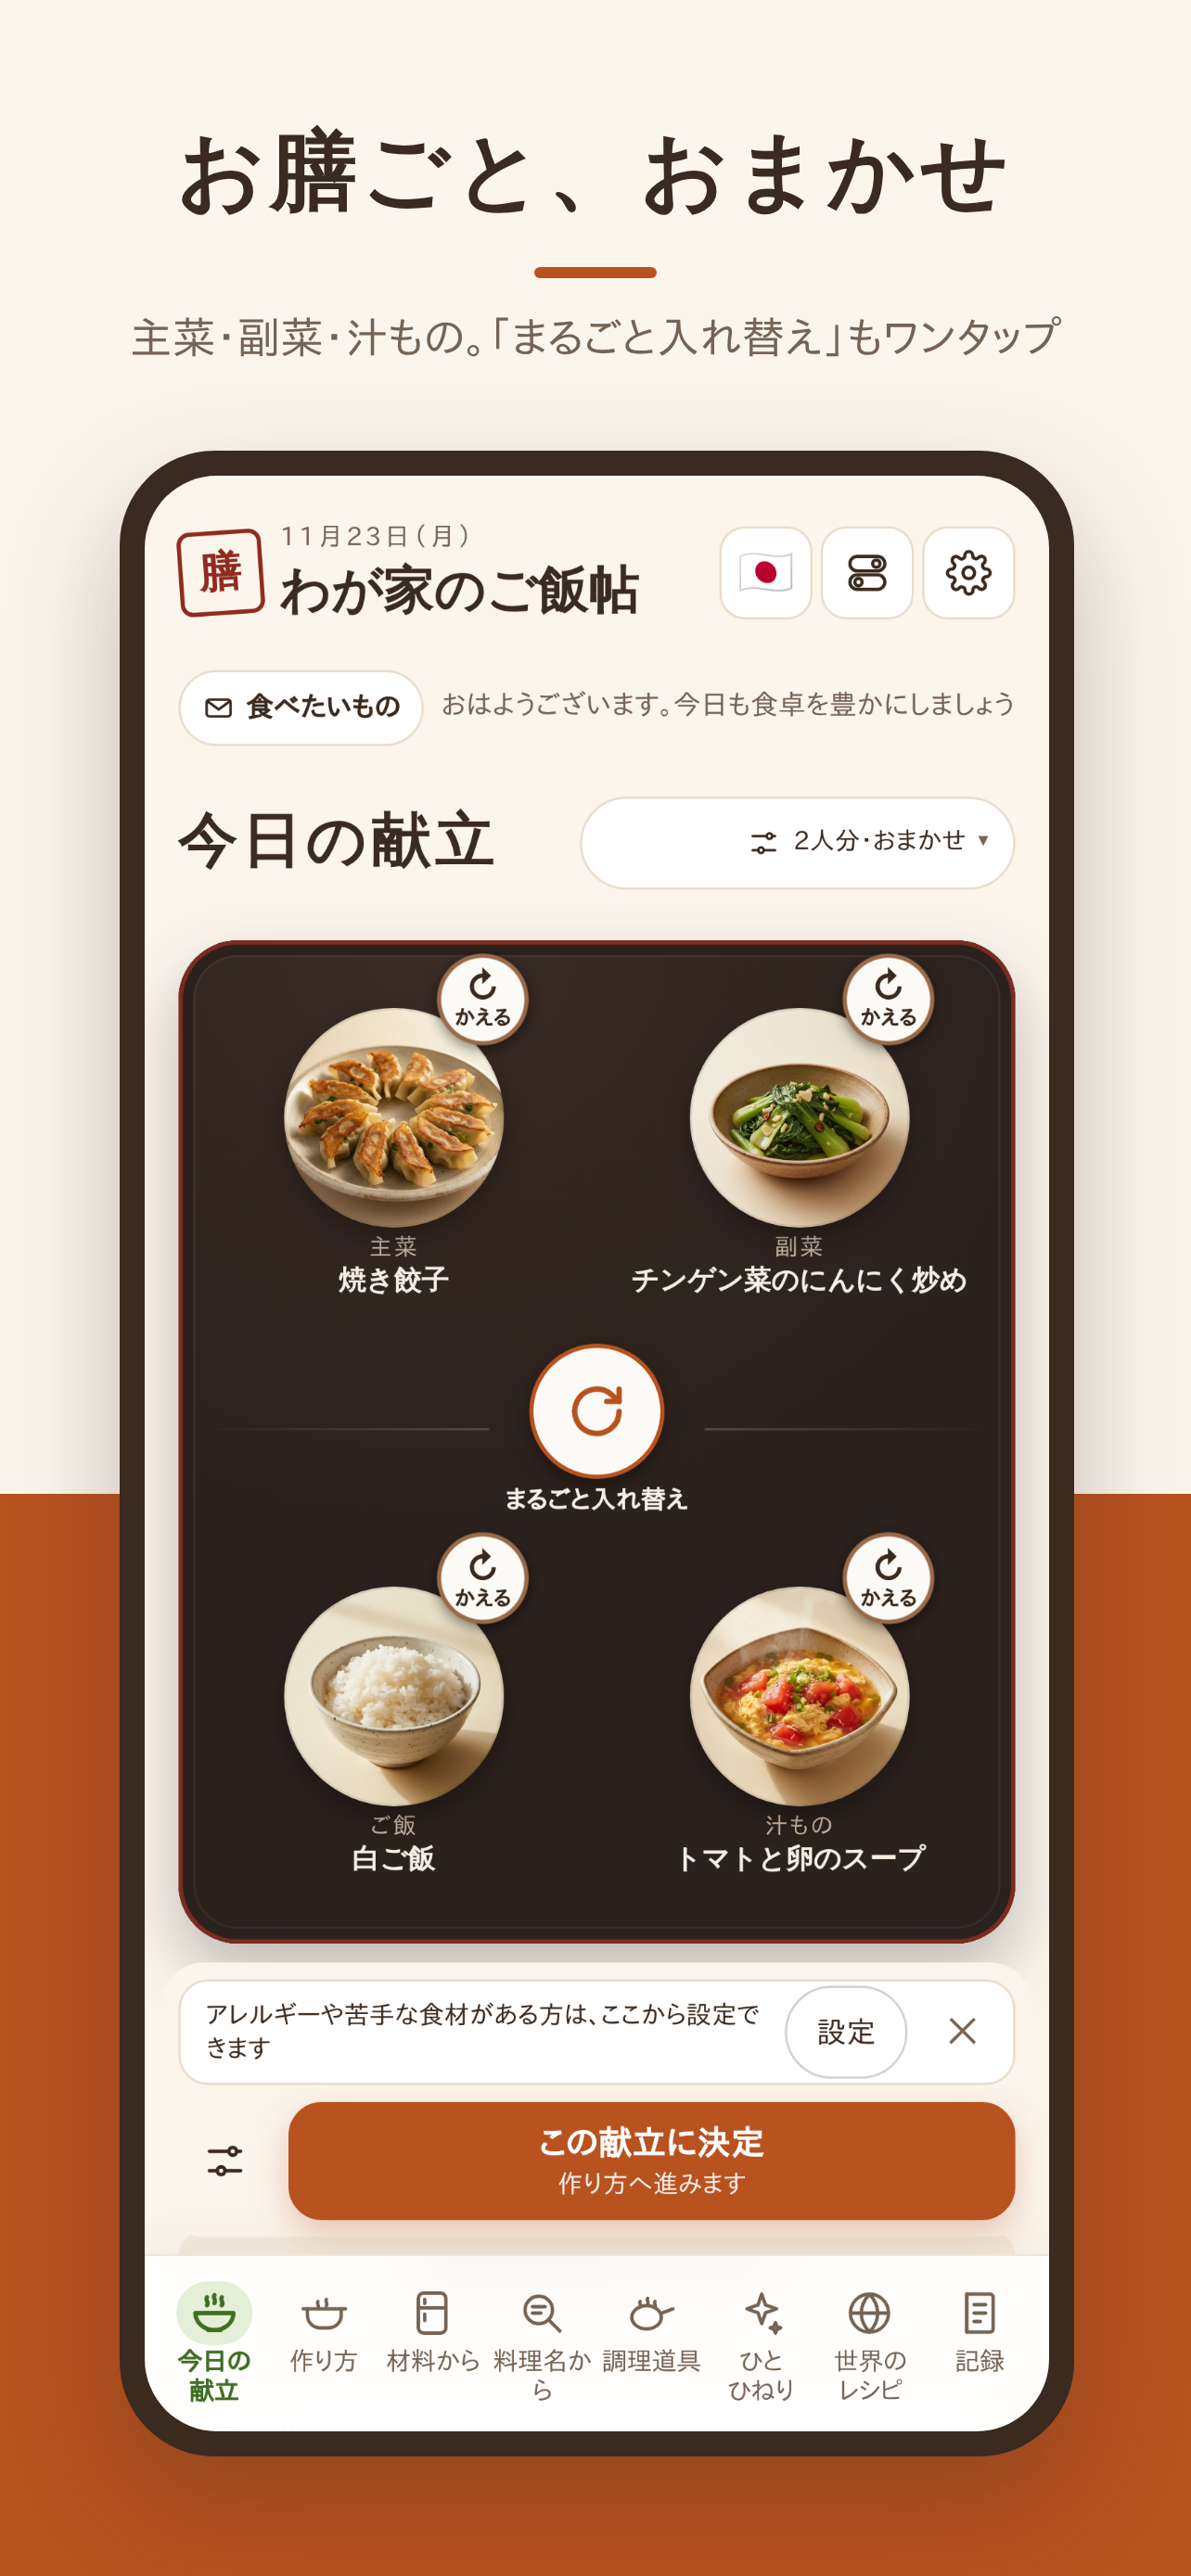 お膳ごと、おまかせ
主菜・副菜・汁もの。「まるごと入れ替え」もワンタップ
膳
11月23日(月)
わが家のご飯帖
食べたいもの
おはようございます。今日も食卓を豊かにしましょう
今日の献立
2人分・おまかせ ▾
かえる
かえる
主菜
焼き餃子
副菜
チンゲン菜のにんにく炒め
まるごと入れ替え
かえる
かえる
ご飯
白ご飯
汁もの
トマトと卵のスープ
アレルギーや苦手な食材がある方は、ここから設定で
きます
設定
この献立に決定
作り方へ進みます
今日の
献立
作り方
材料から
料理名か
ら
調理道具
ひと
ひねり
世界の
レシピ
記録